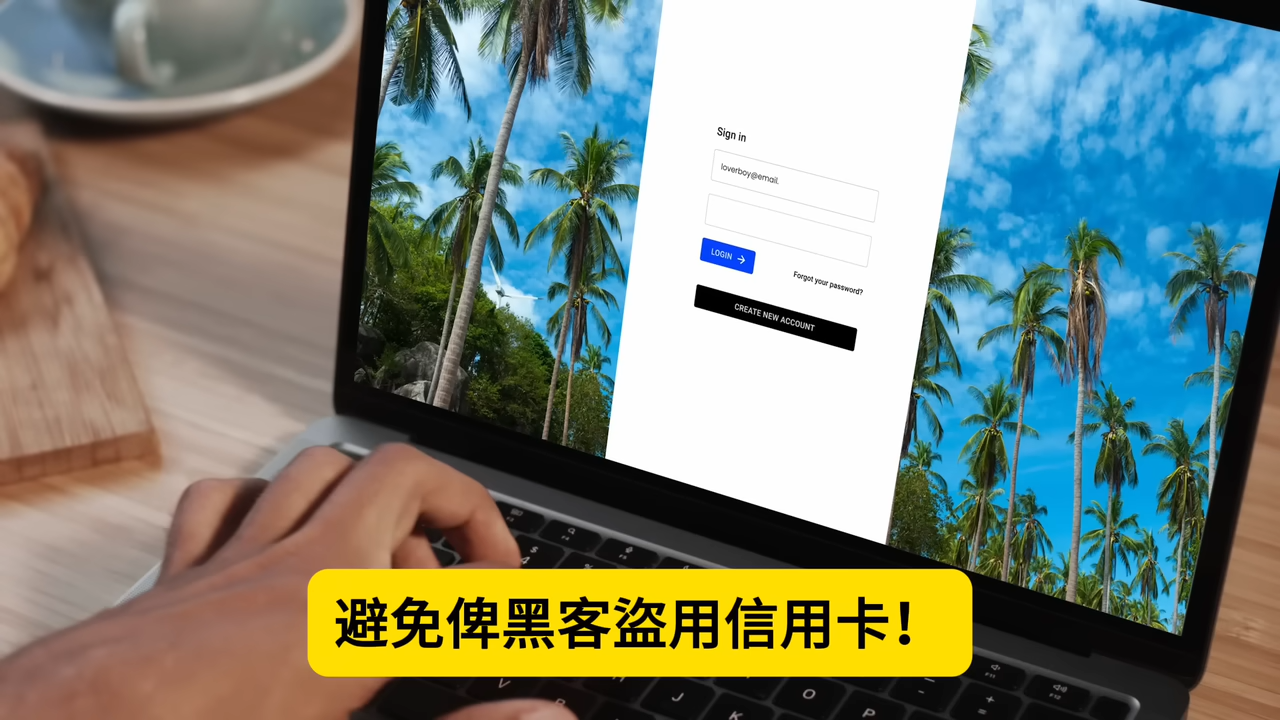 Sign in
loverboy@email.
LOGIN
Forgot your password?
CREATE NEW ACCOUNT
避免俾黑客盜用信用卡！